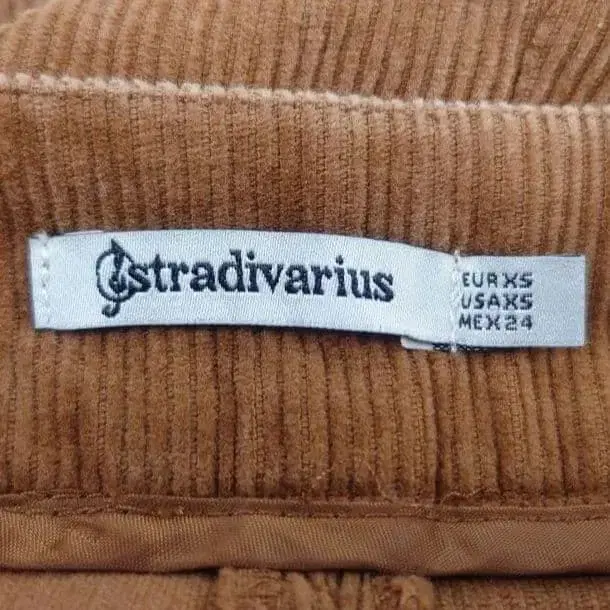 stradivarius
EUR XS
USA XS
MEX 24